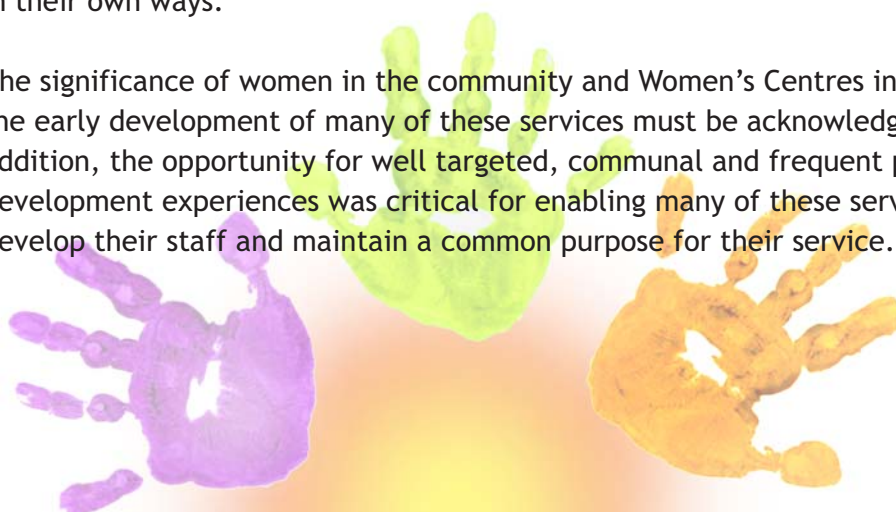 their own ways.
he significance of women in the community and Women's Centres in
he early development of many of these services must be acknowledg
ddition, the opportunity for well targeted, communal and frequent p
evelopment experiences was critical for enabling many of these serv
evelop their staff and maintain a common purpose for their service.